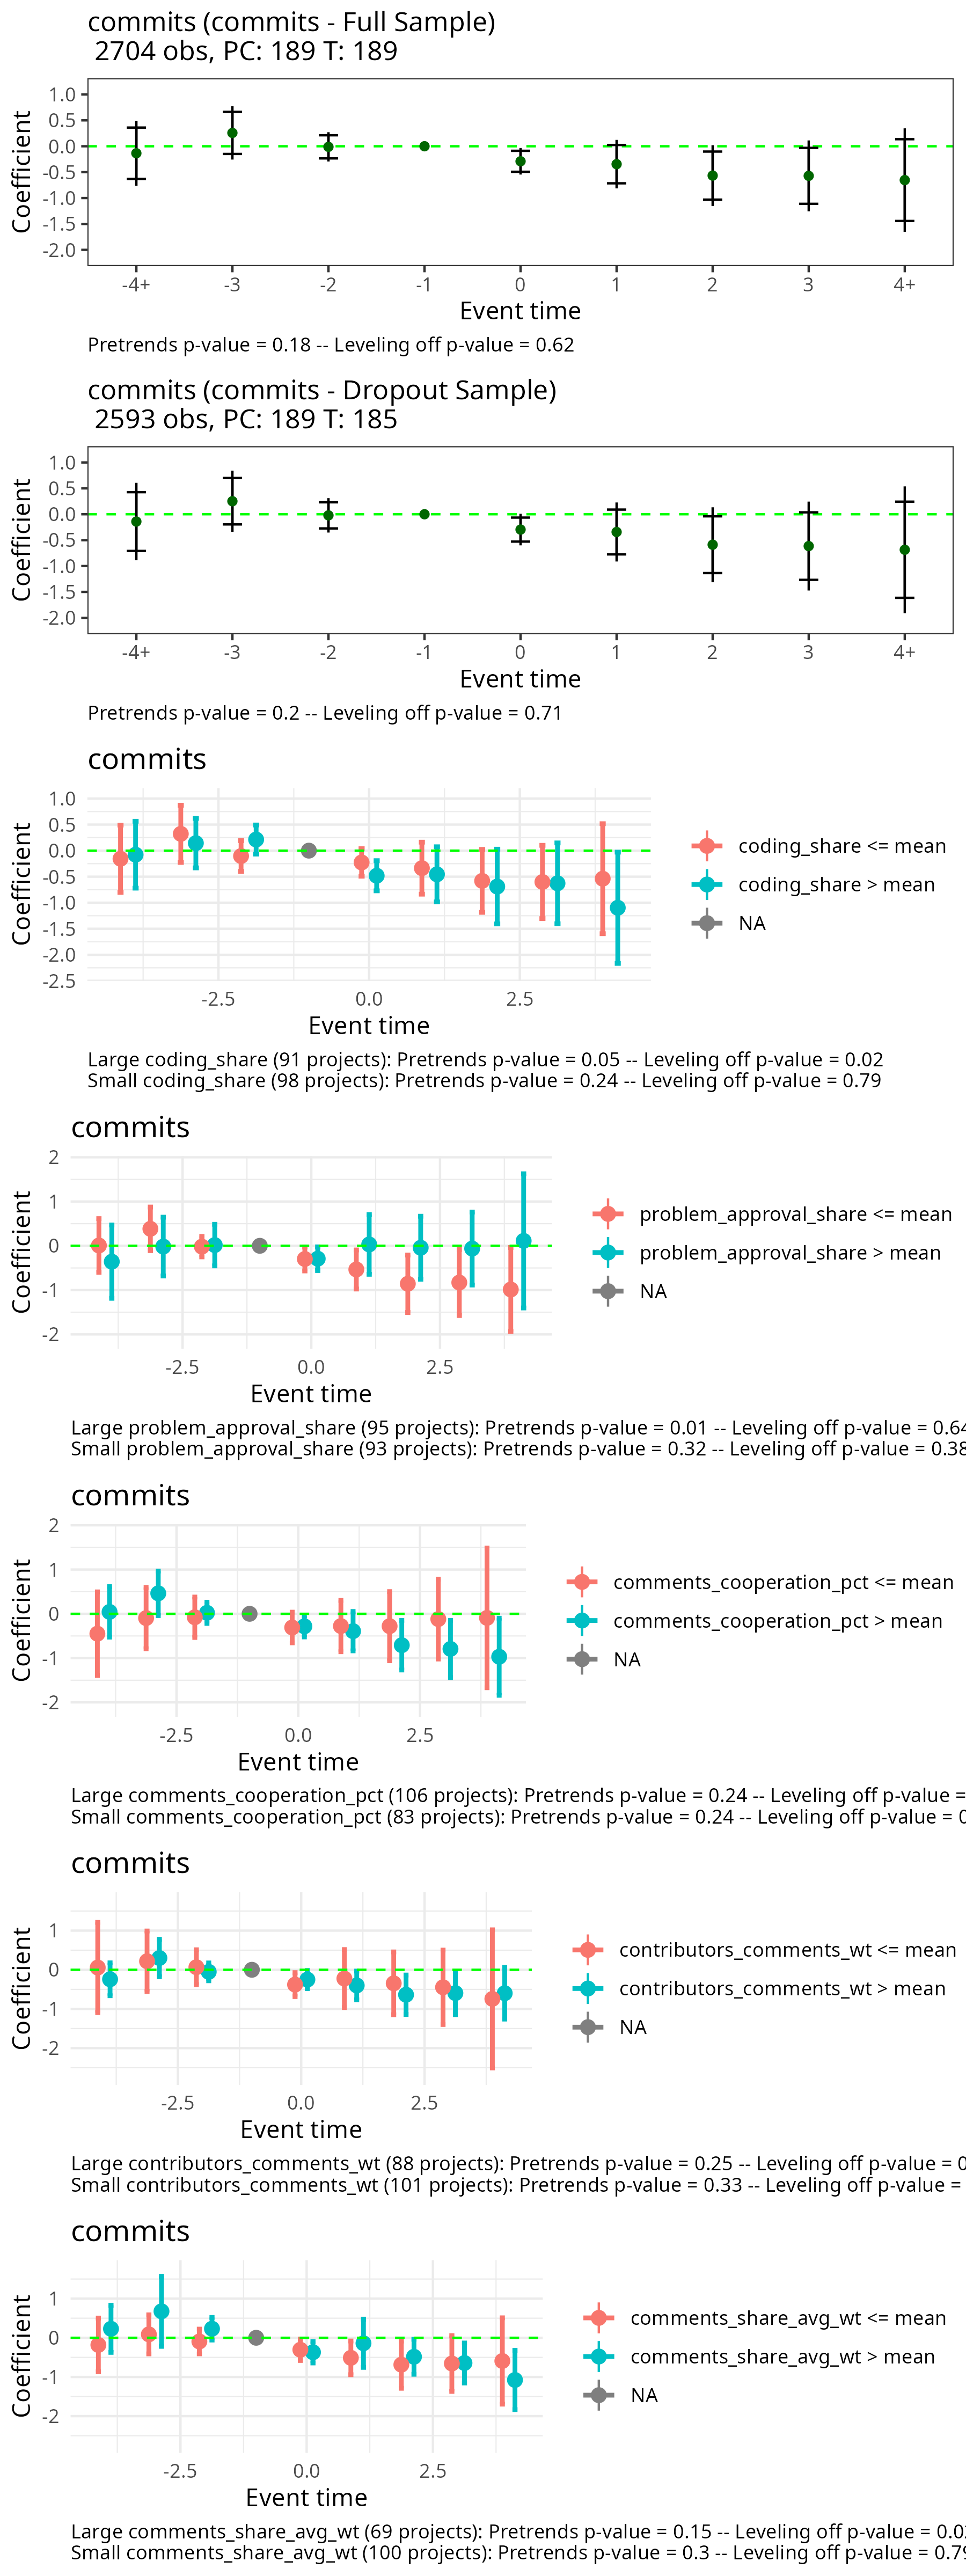 commits (commits - Full Sample)
2704 obs, PC: 189 T: 189
1.0
0.5
0.0
-0.5
-1.0
-1.5
-2.0
Coefficient
-4+ -3 -2 -1 0 1 2 3 4+
Event time
Pretrends p-value = 0.18 -- Leveling off p-value = 0.62
commits (commits - Dropout Sample)
2593 obs, PC: 189 T: 185
1.0
0.5
0.0
-0.5
-1.0
-1.5
-2.0
Coefficient
-4+ -3 -2 -1 0 1 2 3 4+
Event time
Pretrends p-value = 0.2 -- Leveling off p-value = 0.71
commits
1.0
0.5
0.0
-0.5
-1.0
-1.5
-2.0
-2.5
Coefficient
-2.5 0.0 2.5
Event time
coding_share <= mean
coding_share > mean
NA
Large coding_share (91 projects): Pretrends p-value = 0.05 -- Leveling off p-value = 0.02
Small coding_share (98 projects): Pretrends p-value = 0.24 -- Leveling off p-value = 0.79
commits
2
1
0
-1
-2
Coefficient
-2.5 0.0 2.5
Event time
problem_approval_share <= mean
problem_approval_share > mean
NA
Large problem_approval_share (95 projects): Pretrends p-value = 0.01 -- Leveling off p-value = 0.64
Small problem_approval_share (93 projects): Pretrends p-value = 0.32 -- Leveling off p-value = 0.38
commits
2
1
0
-1
-2
Coefficient
-2.5 0.0 2.5
Event time
comments_cooperation_pct <= mean
comments_cooperation_pct > mean
NA
Large comments_cooperation_pct (106 projects): Pretrends p-value = 0.24 -- Leveling off p-value =
Small comments_cooperation_pct (83 projects): Pretrends p-value = 0.24 -- Leveling off p-value = 0
commits
1
0
-1
-2
Coefficient
-2.5 0.0 2.5
Event time
contributors_comments_wt <= mean
contributors_comments_wt > mean
NA
Large contributors_comments_wt (88 projects): Pretrends p-value = 0.25 -- Leveling off p-value = 0
Small contributors_comments_wt (101 projects): Pretrends p-value = 0.33 -- Leveling off p-value =
commits
1
0
-1
-2
Coefficient
-2.5 0.0 2.5
Event time
comments_share_avg_wt <= mean
comments_share_avg_wt > mean
NA
Large comments_share_avg_wt (69 projects): Pretrends p-value = 0.15 -- Leveling off p-value = 0.0
Small comments_share_avg_wt (100 projects): Pretrends p-value = 0.3 -- Leveling off p-value = 0.79